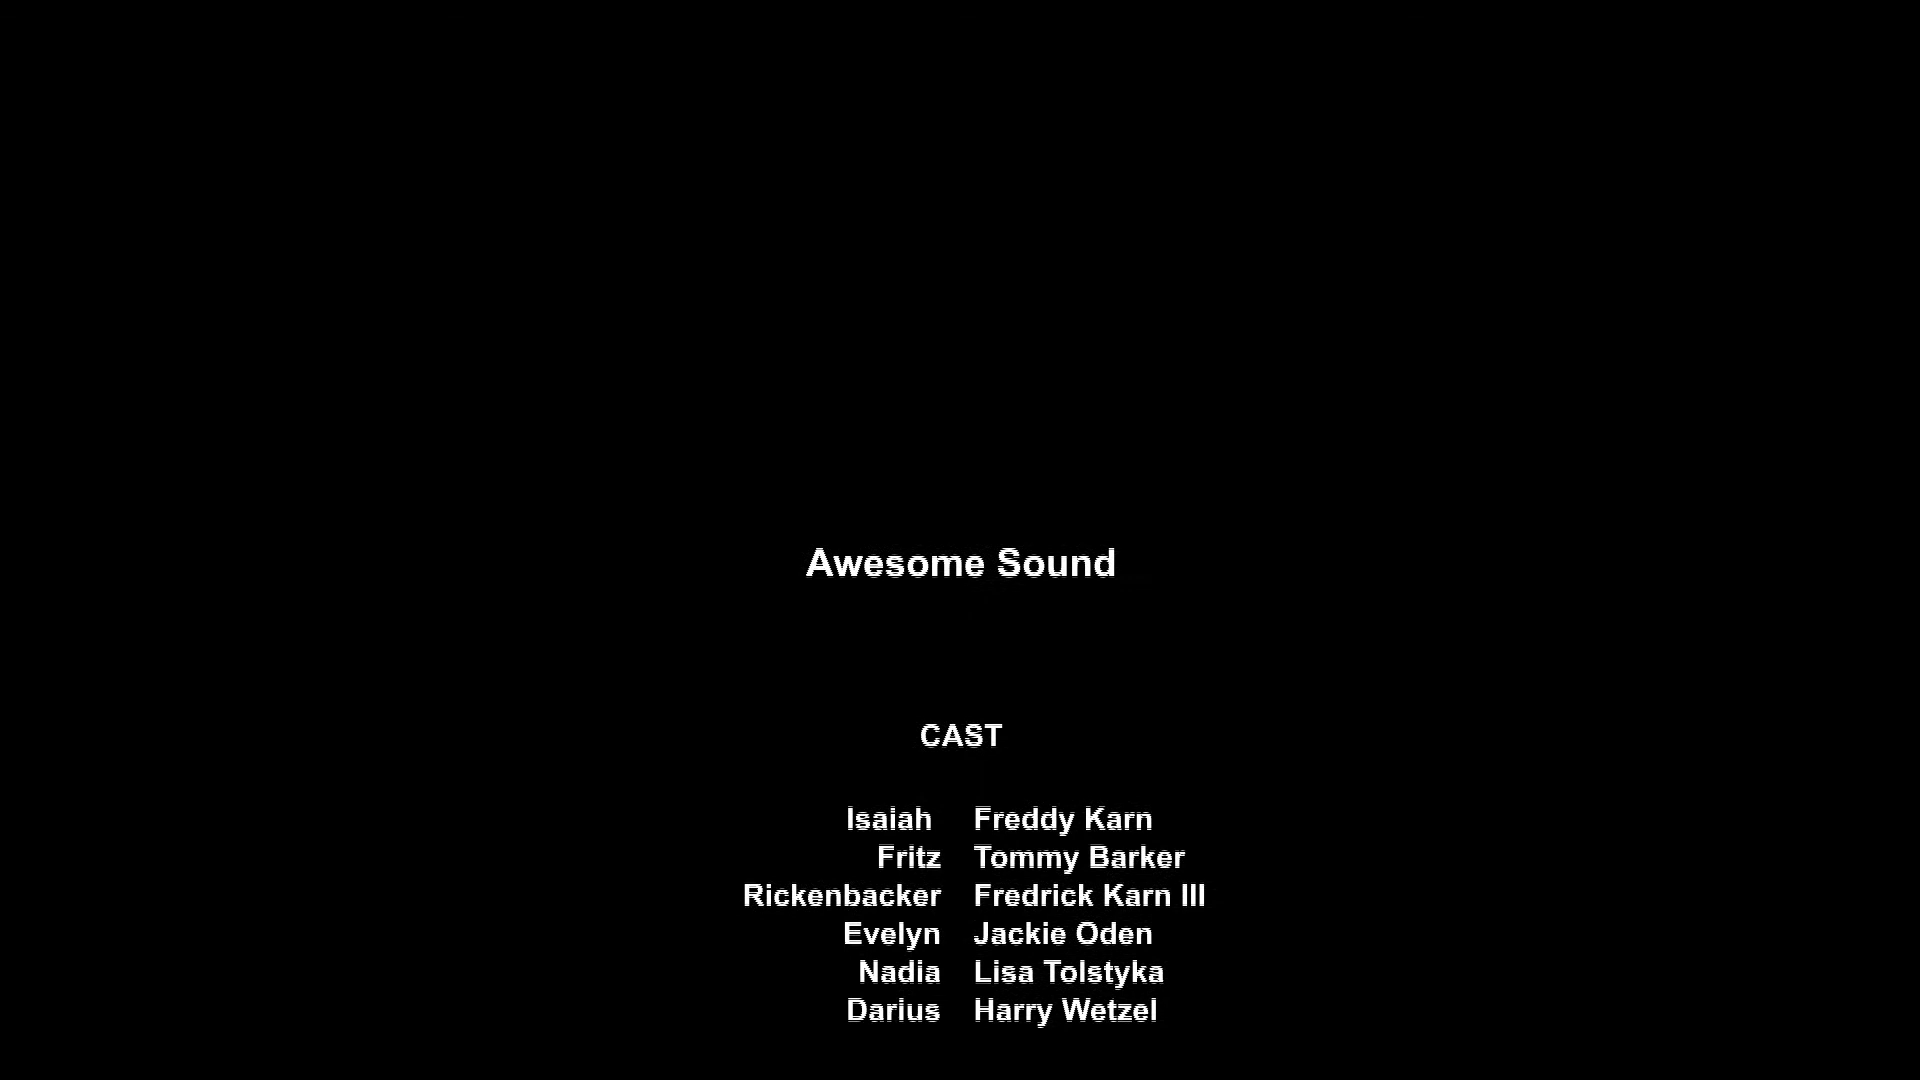 Awesome Sound
CAST
Isaiah Freddy Karn
Fritz Tommy Barker
Rickenbacker Fredrick Karn III
Evelyn Jackie Oden
Nadia Lisa Tolstyka
Darius Harry Wetzel